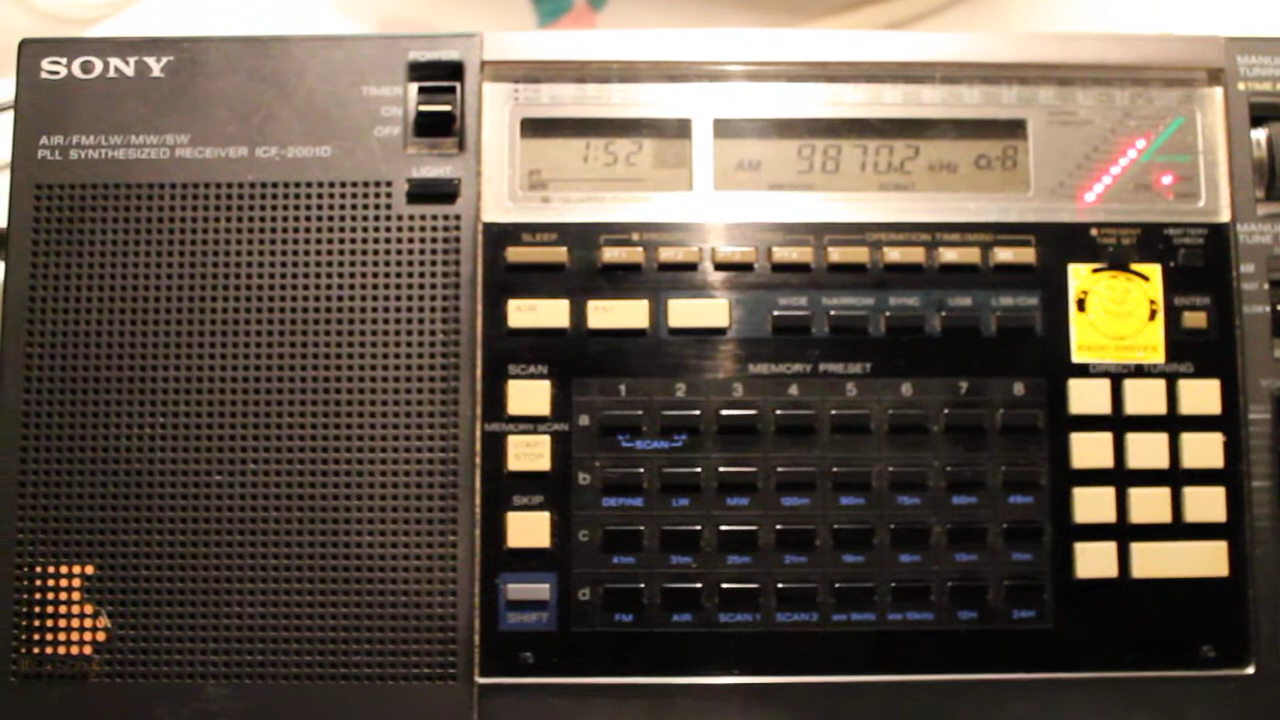 SONY
POWER
TIMER
ON
OFF
AIR/FM/LW/MW/SW
PLL SYNTHESIZED RECEIVER ICF-2001D
LIGHT
MANUAL
1:52
AM 9870.2 kHz a-8
SLEEP
OPERATION TIME(MIN)
AIR
WIDE NARROW SYNC USB LSB/CW
ENTER
SCAN
MEMORY PRESET
DIRECT TUNING
1 2 3 4 5 6 7 8
MEMORY SCAN
START
STOP
a
SCAN
b
DEFINE LW MW 120m 90m 75m 60m 49m
SKIP
c
41m 31m 25m 21m 19m 16m 13m 11m
d
SHIFT
FM AIR SCAN 1 SCAN 2 12H 24H